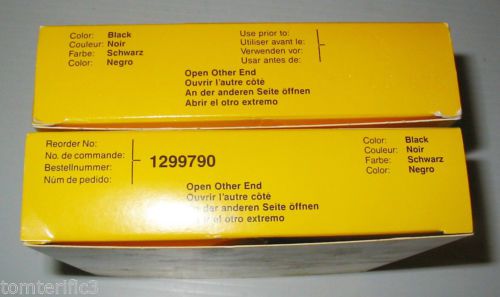 Color: Black
Couleur: Noir
Farbe: Schwarz
Color: Negro
Use prior to:
Utiliser avant le:
Verwenden vor:
Usar antes de:
Open Other End
Ouvrir l'autre côté
An der anderen Seite öffnen
Abrir el otro extremo
Reorder No:
No. de commande:
Bestellnummer:
Núm de pedido:
1299790
Color: Black
Couleur: Noir
Farbe: Schwarz
Color: Negro
Open Other End
Ouvrir l'autre côté
An der anderen Seite öffnen
Abrir el otro extremo
tomterific3